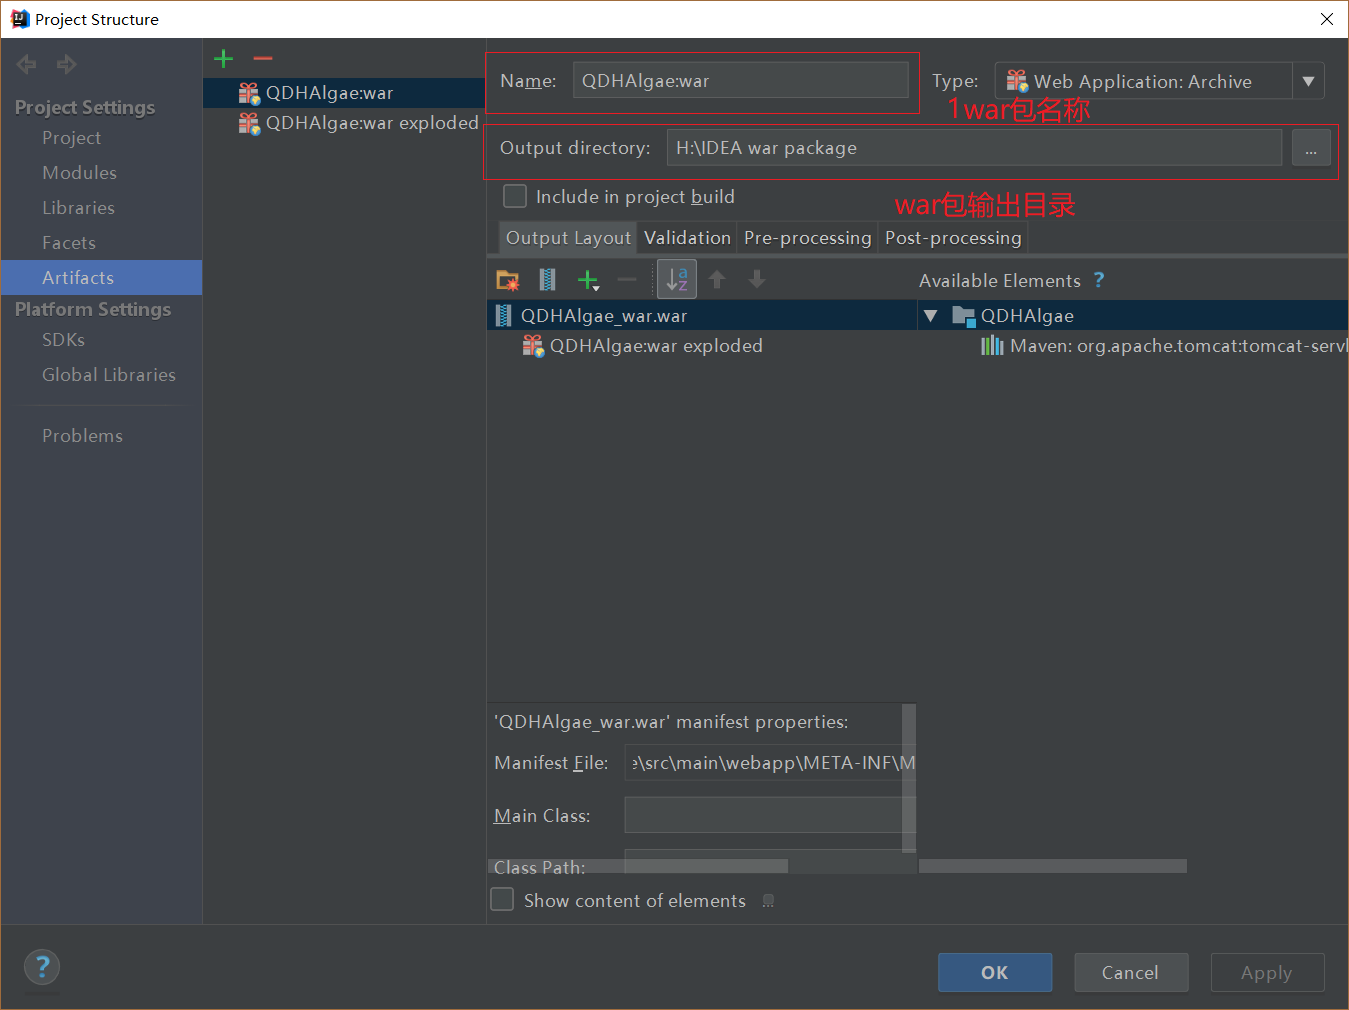 Project Structure
Project Settings
Project
Modules
Libraries
Facets
Artifacts
Platform Settings
SDKs
Global Libraries
Problems
QDHAlgae:war
QDHAlgae:war exploded
Name: QDHAlgae:war
Type: Web Application: Archive
1war包名称
Output directory: H:\IDEA war package ...
Include in project build
war包输出目录
Output Layout Validation Pre-processing Post-processing
Available Elements ?
QDHAlgae_war.war
QDHAlgae:war exploded
QDHAlgae
Maven: org.apache.tomcat:tomcat-servl
'QDHAlgae_war.war' manifest properties:
Manifest File: e\src\main\webapp\META-INF\M
Main Class:
Class Path:
Show content of elements ...
? OK Cancel Apply